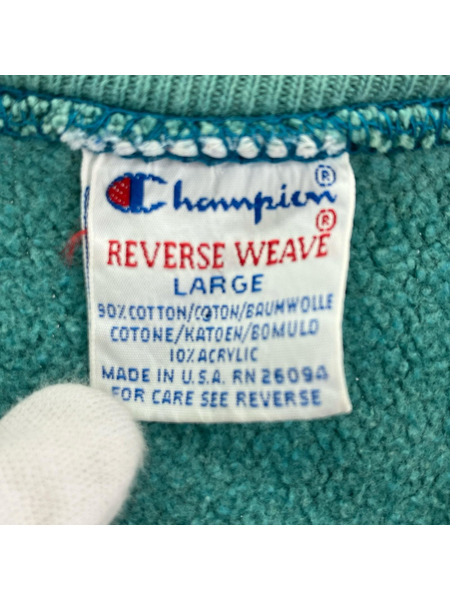 Champion®
REVERSE WEAVE®
LARGE
90% COTTON/COTON/BAUMWOLLE
COTONE/KATOEN/BOMULD
10% ACRYLIC
MADE IN U.S.A. RN 26094
FOR CARE SEE REVERSE